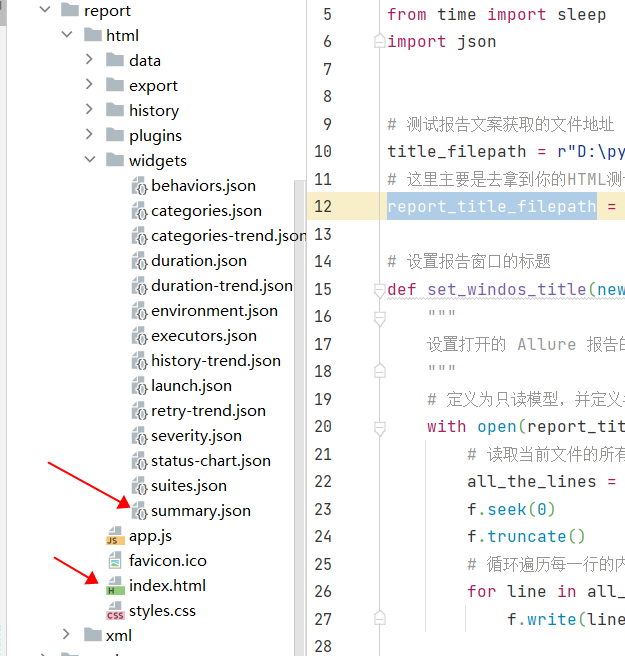 report
html
data
export
history
plugins
widgets
behaviors.json
categories.json
categories-trend.json
duration.json
duration-trend.json
environment.json
executors.json
history-trend.json
launch.json
retry-trend.json
severity.json
status-chart.json
suites.json
summary.json
app.js
favicon.ico
index.html
styles.css
xml
5 from time import sleep
6 import json
7
8
9 # 测试报告文案获取的文件地址
10 title_filepath = r"D:\py
11 # 这里主要是去拿到你的HTML测
12 report_title_filepath =
13
14 # 设置报告窗口的标题
15 def set_windos_title(new
16 """
17 设置打开的 Allure 报告的
18 """
19 # 定义为只读模型，并定义
20 with open(report_tit
21 # 读取当前文件的所有
22 all_the_lines =
23 f.seek(0)
24 f.truncate()
25 # 循环遍历每一行的内
26 for line in all_
27 f.write(line
28